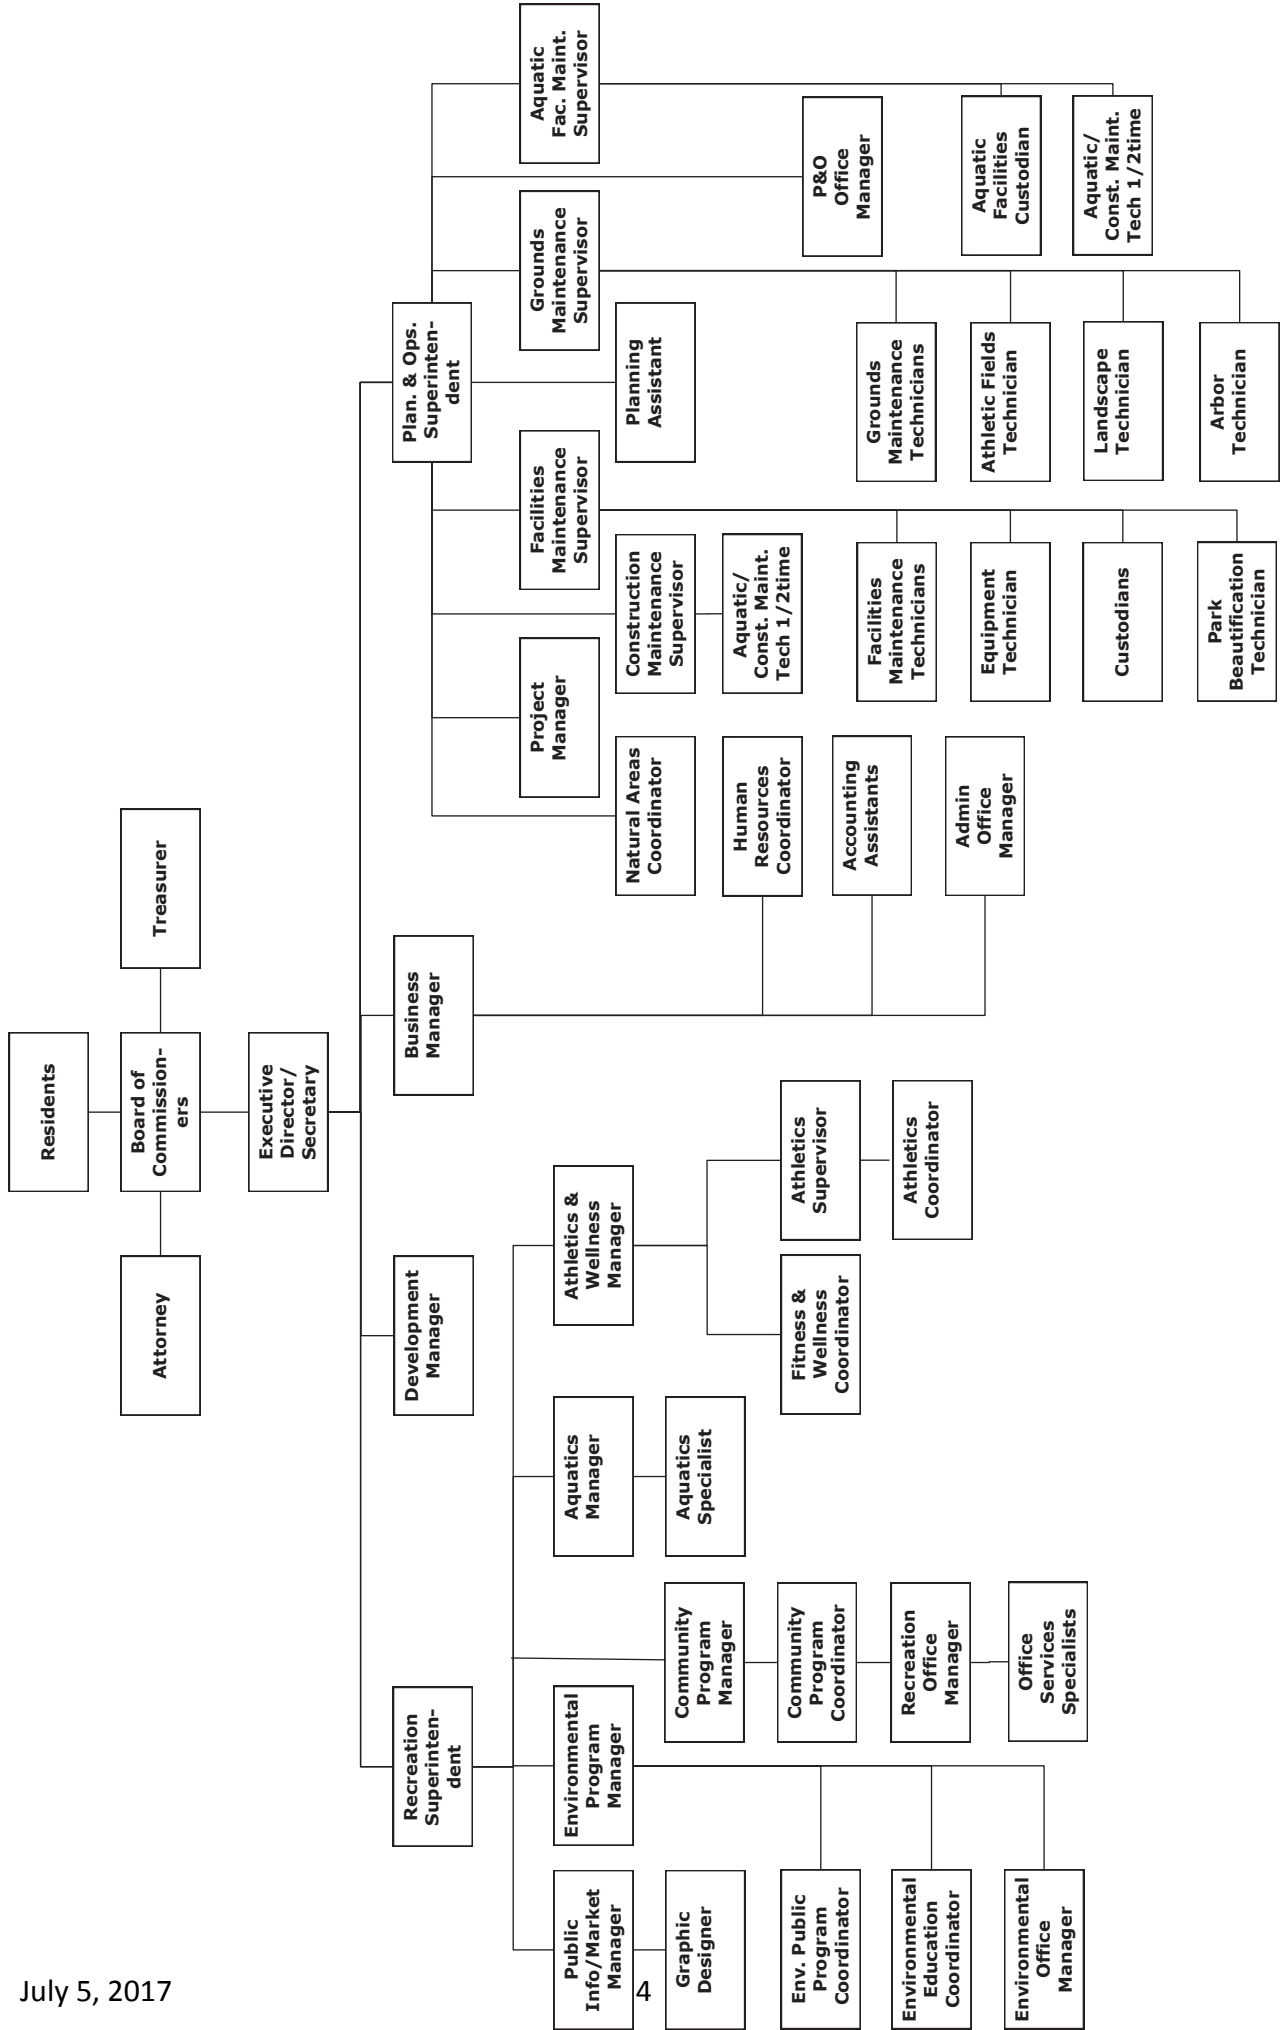 Residents
Attorney
Board of
Commission-
ers
Treasurer
Executive
Director/
Secretary
Recreation
Superinten-
dent
Development
Manager
Business
Manager
Plan. & Ops.
Superinten-
dent
Public
Info/Market
Manager
Environmental
Program
Manager
Aquatics
Manager
Athletics &
Wellness
Manager
Project
Manager
Facilities
Maintenance
Supervisor
Grounds
Maintenance
Supervisor
Aquatic
Fac. Maint.
Supervisor
Graphic
Designer
Community
Program
Manager
Aquatics
Specialist
Natural Areas
Coordinator
Construction
Maintenance
Supervisor
Planning
Assistant
Env. Public
Program
Coordinator
Community
Program
Coordinator
Fitness &
Wellness
Coordinator
Athletics
Supervisor
Human
Resources
Coordinator
Aquatic/
Const. Maint.
Tech 1/2time
P&O
Office
Manager
Environmental
Education
Coordinator
Recreation
Office
Manager
Athletics
Coordinator
Accounting
Assistants
Facilities
Maintenance
Technicians
Grounds
Maintenance
Technicians
Aquatic
Facilities
Custodian
Environmental
Office
Manager
Office
Services
Specialists
Admin
Office
Manager
Equipment
Technician
Athletic Fields
Technician
Aquatic/
Const. Maint.
Tech 1/2time
Custodians
Landscape
Technician
Park
Beautification
Technician
Arbor
Technician
July 5, 2017
4